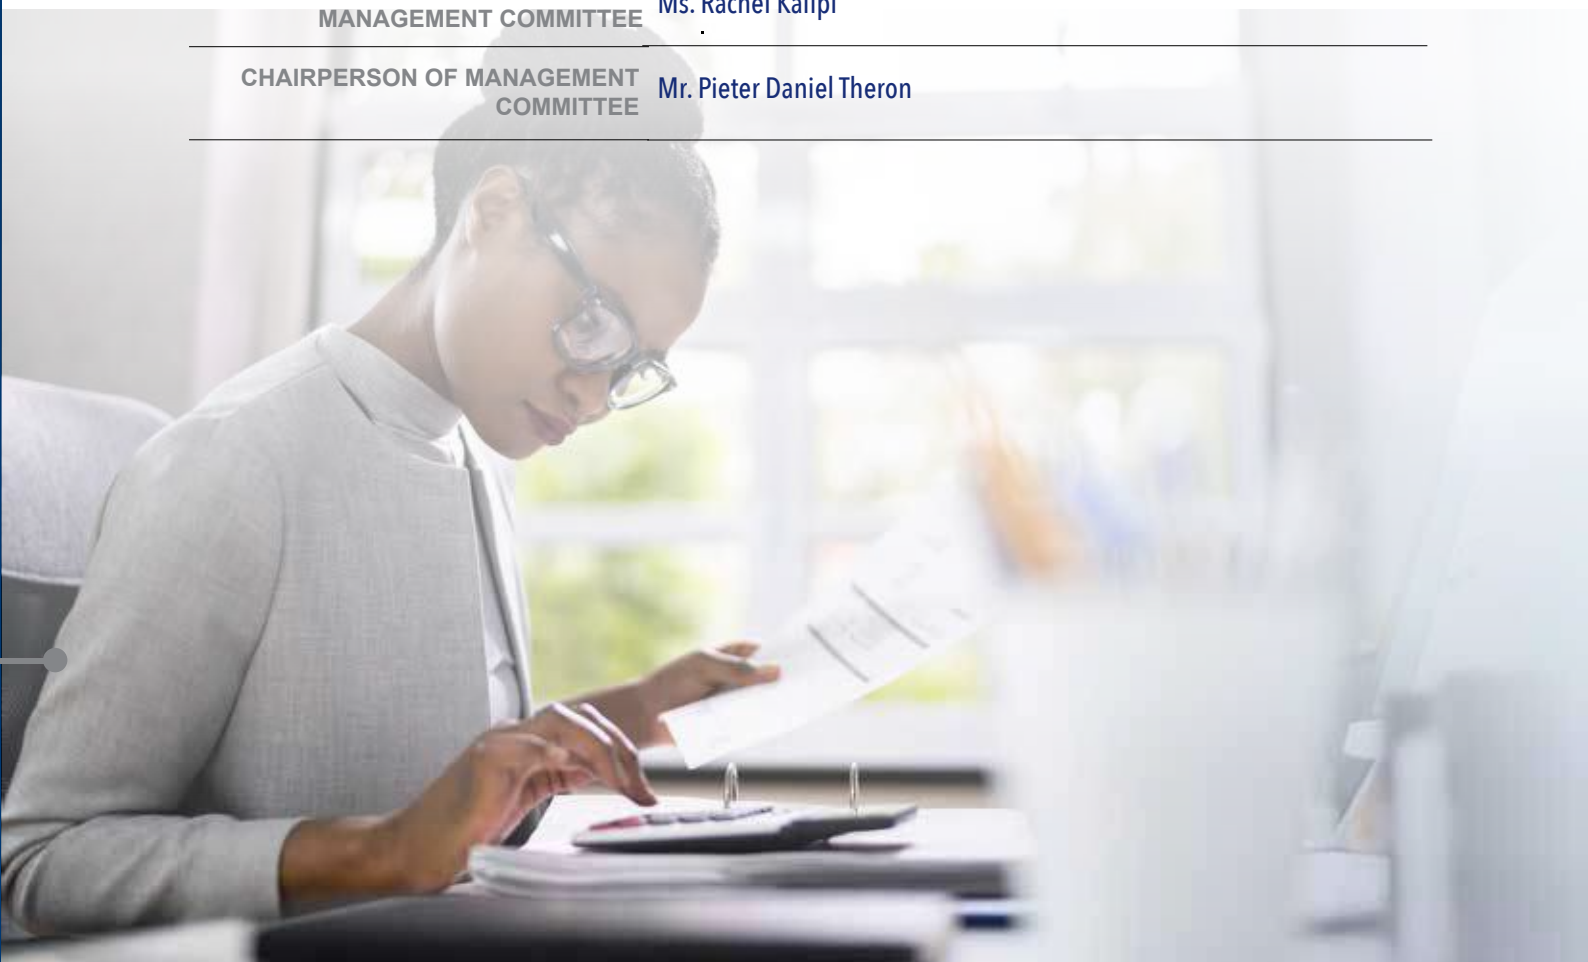 MANAGEMENT COMMITTEE Ms. Rachel Kalipi
CHAIRPERSON OF MANAGEMENT
COMMITTEE Mr. Pieter Daniel Theron